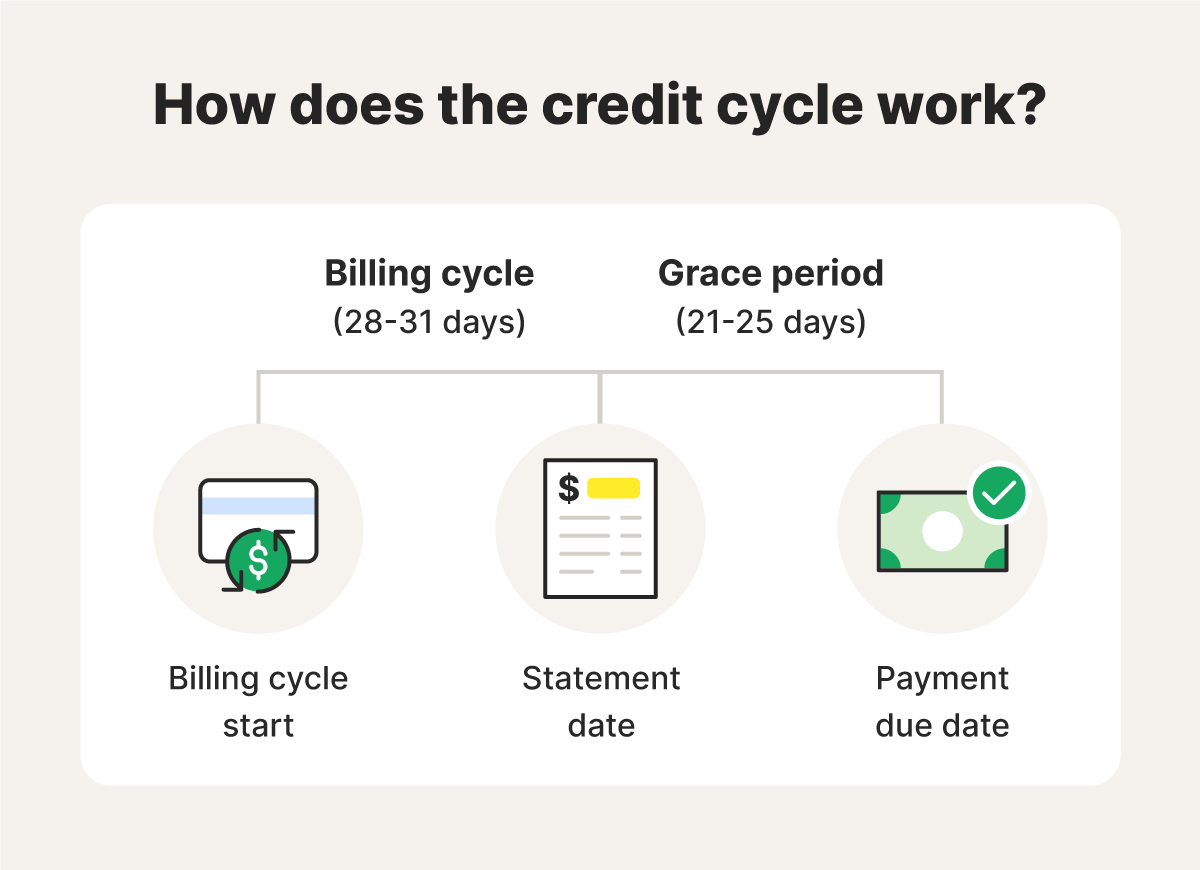 How does the credit cycle work?
Billing cycle
(28-31 days)
Grace period
(21-25 days)
$
$
Billing cycle
start
Statement
date
Payment
due date